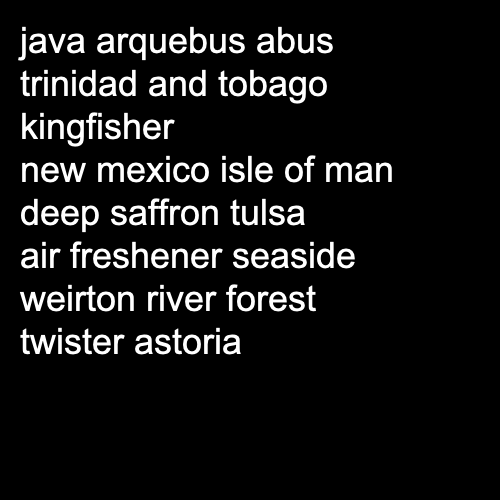 java arquebus abus
trinidad and tobago
kingfisher
new mexico isle of man
deep saffron tulsa
air freshener seaside
weirton river forest
twister astoria